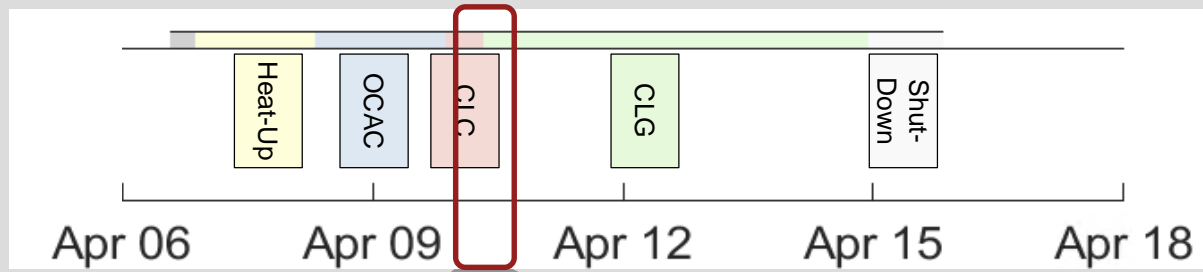 Heat-Up
OCAC
CLC
CLG
Shut-
Down
Apr 06
Apr 09
Apr 12
Apr 15
Apr 18